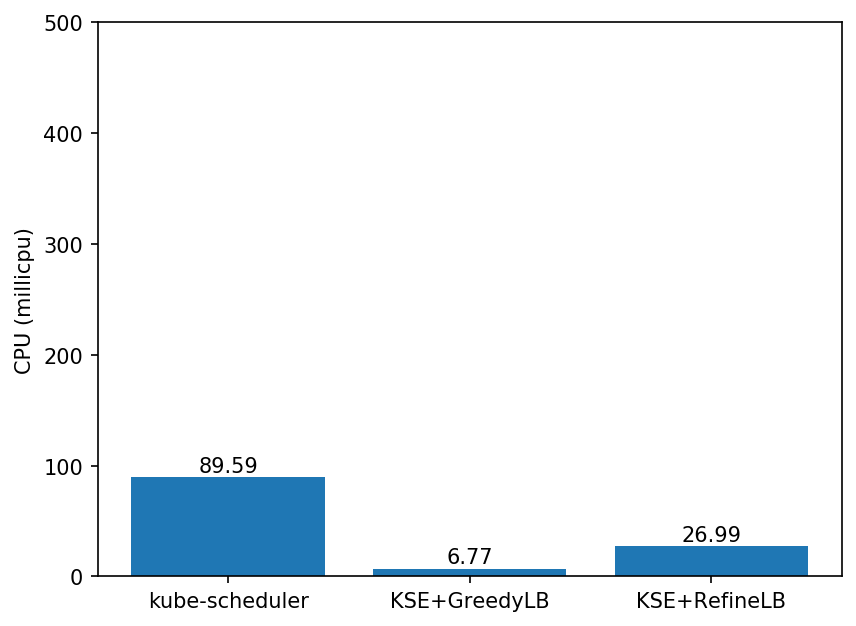 500
400
300
200
100
0
CPU (millicpu)
89.59
6.77
26.99
kube-scheduler
KSE+GreedyLB
KSE+RefineLB